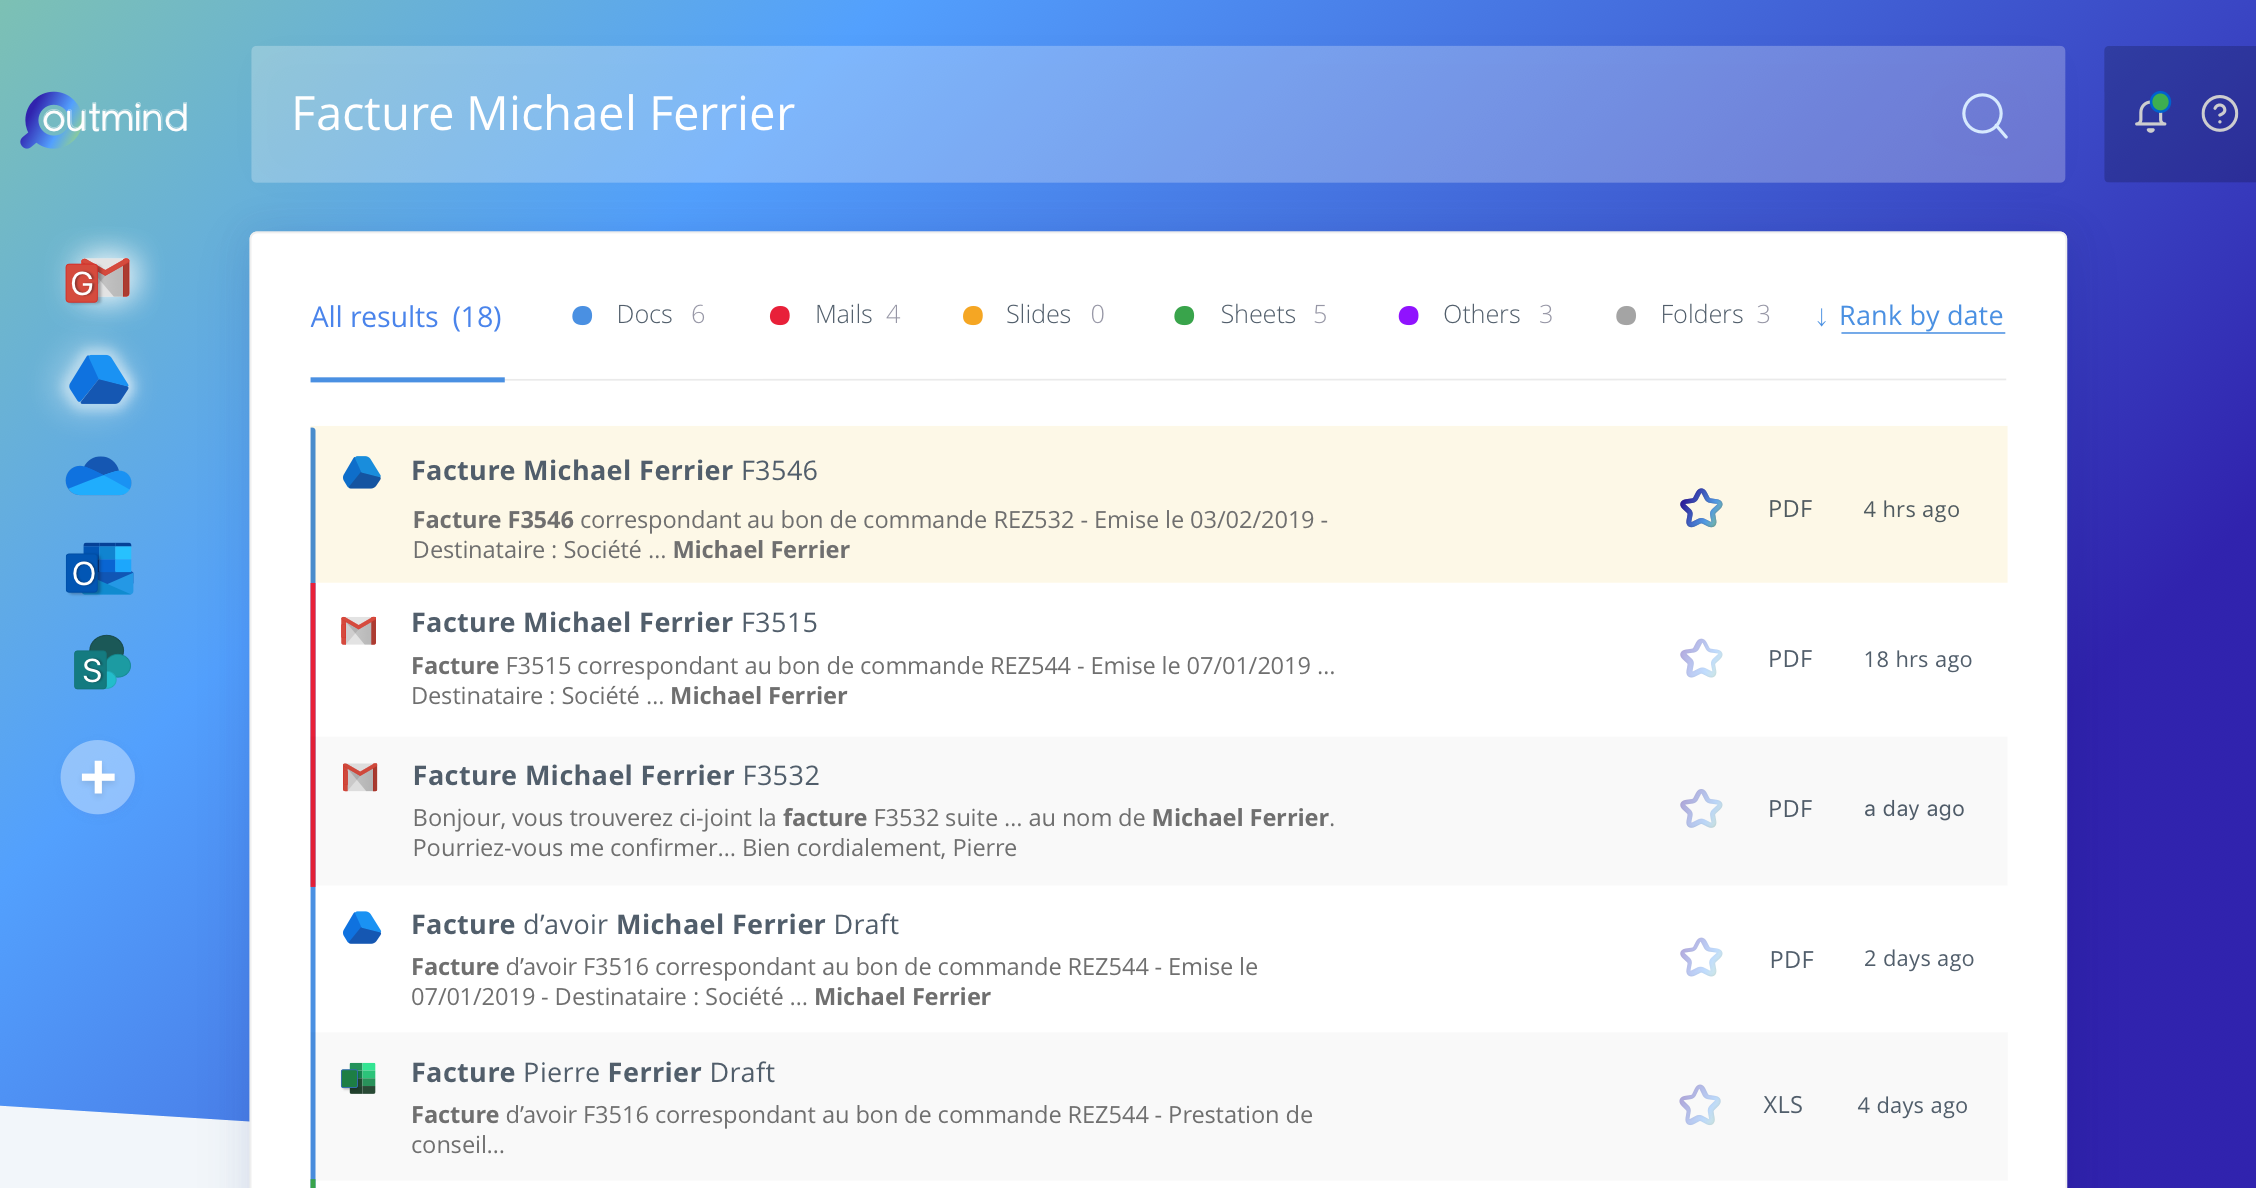 outmind
Facture Michael Ferrier
All results (18)
Docs 6
Mails 4
Slides 0
Sheets 5
Others 3
Folders 3
↓ Rank by date
G
O
S
Facture Michael Ferrier F3546
Facture F3546 correspondant au bon de commande REZ532 - Emise le 03/02/2019 -
Destinataire : Société ... Michael Ferrier
PDF
4 hrs ago
Facture Michael Ferrier F3515
Facture F3515 correspondant au bon de commande REZ544 - Emise le 07/01/2019 ...
Destinataire : Société ... Michael Ferrier
PDF
18 hrs ago
Facture Michael Ferrier F3532
Bonjour, vous trouverez ci-joint la facture F3532 suite ... au nom de Michael Ferrier.
Pourriez-vous me confirmer... Bien cordialement, Pierre
PDF
a day ago
Facture d’avoir Michael Ferrier Draft
Facture d’avoir F3516 correspondant au bon de commande REZ544 - Emise le
07/01/2019 - Destinataire : Société ... Michael Ferrier
PDF
2 days ago
Facture Pierre Ferrier Draft
Facture d’avoir F3516 correspondant au bon de commande REZ544 - Prestation de
conseil...
XLS
4 days ago